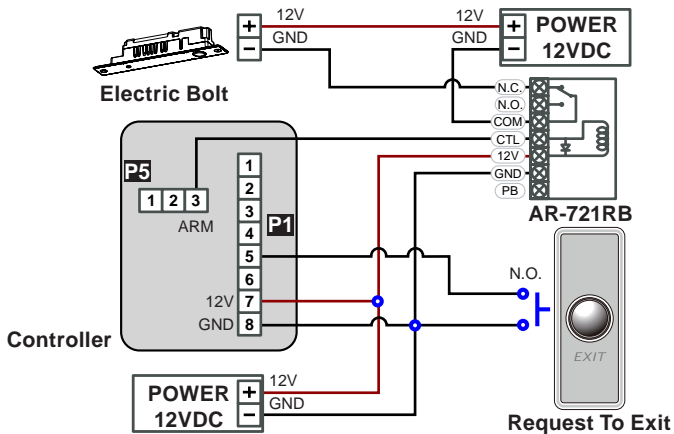 12V
12V
+
+
POWER
GND
GND
−
−
12VDC
Electric Bolt
N.C.
N.O.
COM
CTL
12V
GND
PB
AR-721RB
P5
1 2 3
ARM
1
2
3
4
5
6
7
8
P1
12V
GND
Controller
N.O.
EXIT
Request To Exit
POWER
12VDC
+
−
12V
GND